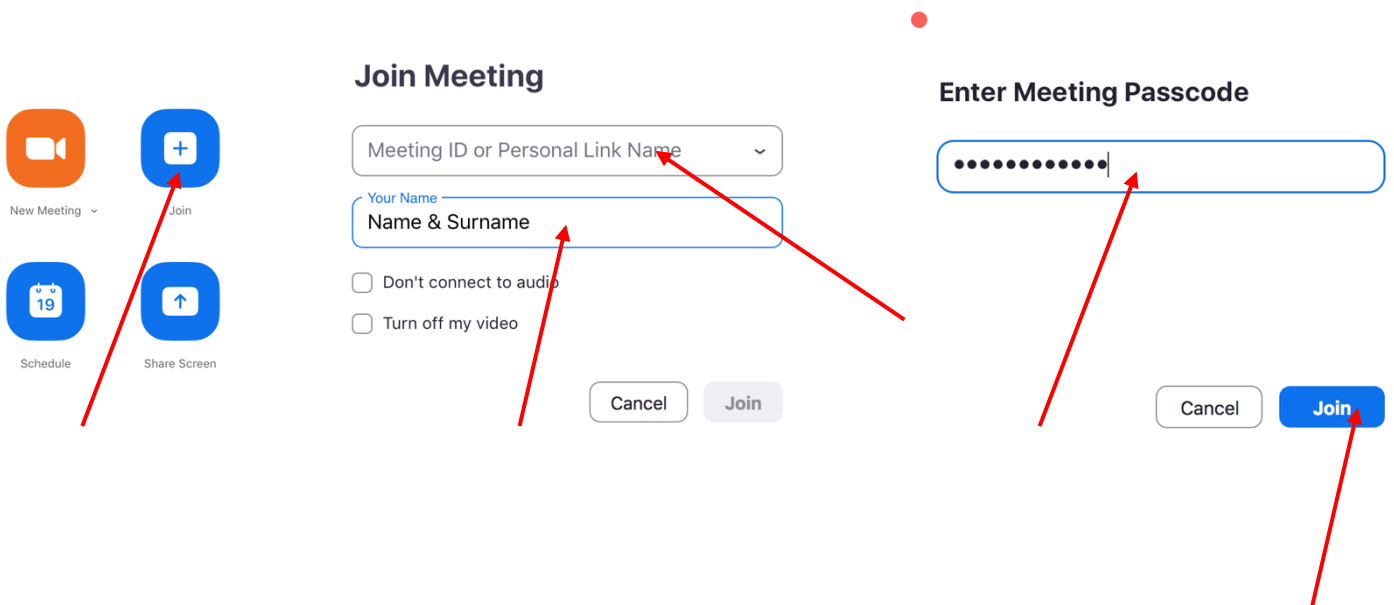 New Meeting
Join
19
Schedule
Share Screen
Join Meeting
Meeting ID or Personal Link Name
Your Name
Name & Surname
Don't connect to audio
Turn off my video
Cancel
Join
Enter Meeting Passcode
••••••••••••
Cancel
Join